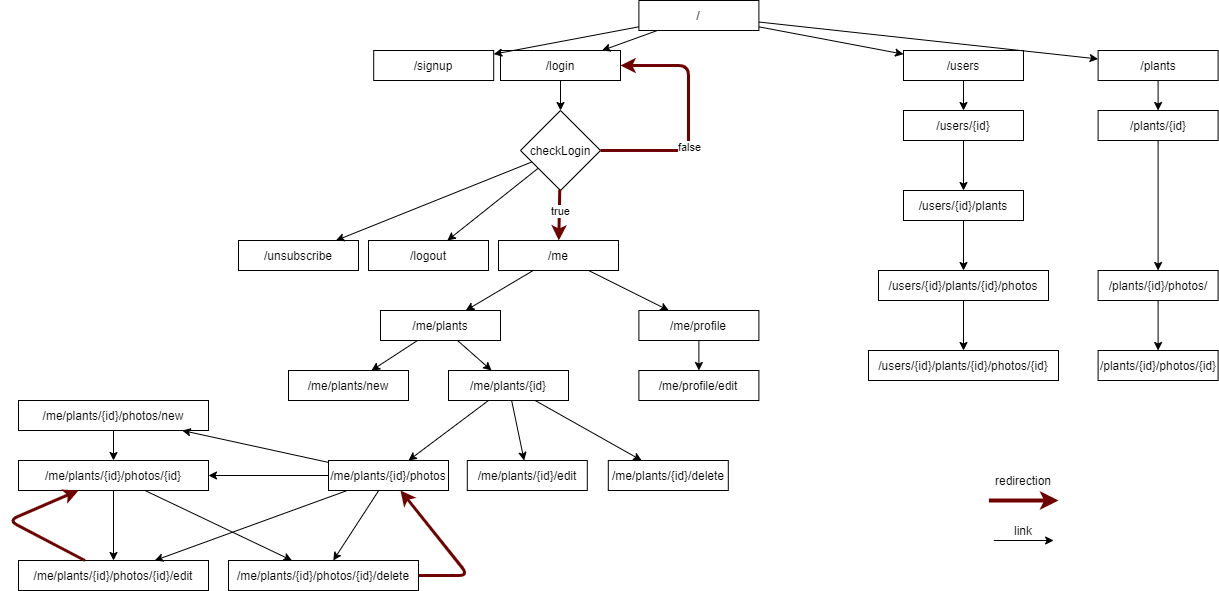 /
/signup
/login
/users
/plants
/users/{id}
/plants/{id}
checkLogin
false
/users/{id}/plants
true
/unsubscribe
/logout
/me
/users/{id}/plants/{id}/photos
/plants/{id}/photos/
/me/plants
/me/profile
/users/{id}/plants/{id}/photos/{id}
/plants/{id}/photos/{id}
/me/plants/new
/me/plants/{id}
/me/profile/edit
/me/plants/{id}/photos/new
/me/plants/{id}/photos/{id}
/me/plants/{id}/photos
/me/plants/{id}/edit
/me/plants/{id}/delete
redirection
link
/me/plants/{id}/photos/{id}/edit
/me/plants/{id}/photos/{id}/delete